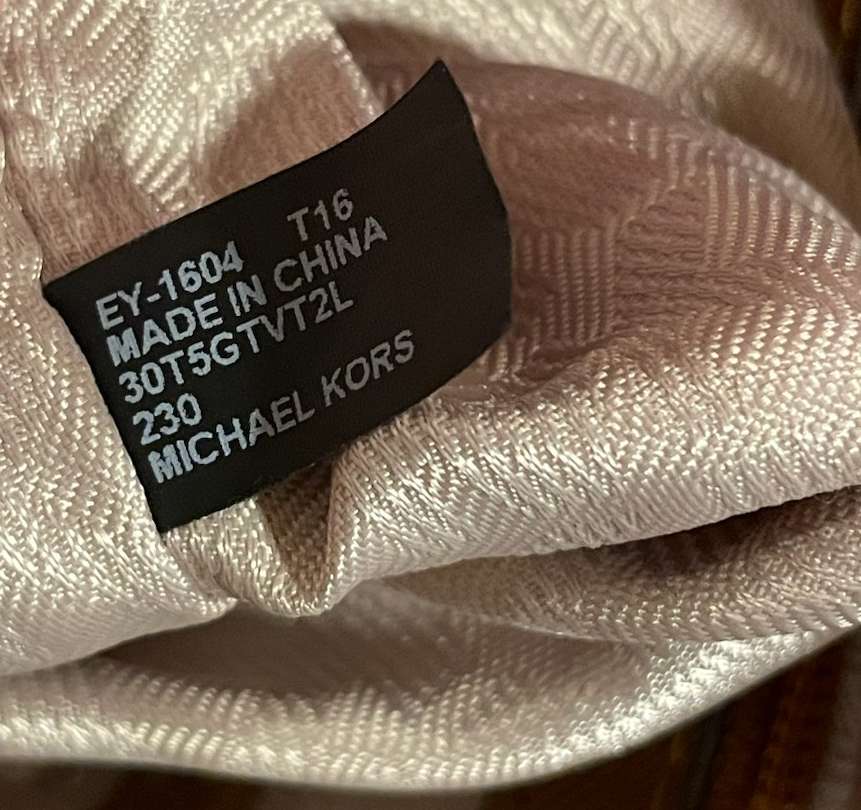 EY-1604 T16
MADE IN CHINA
30T5GTVT2L
230
MICHAEL KORS